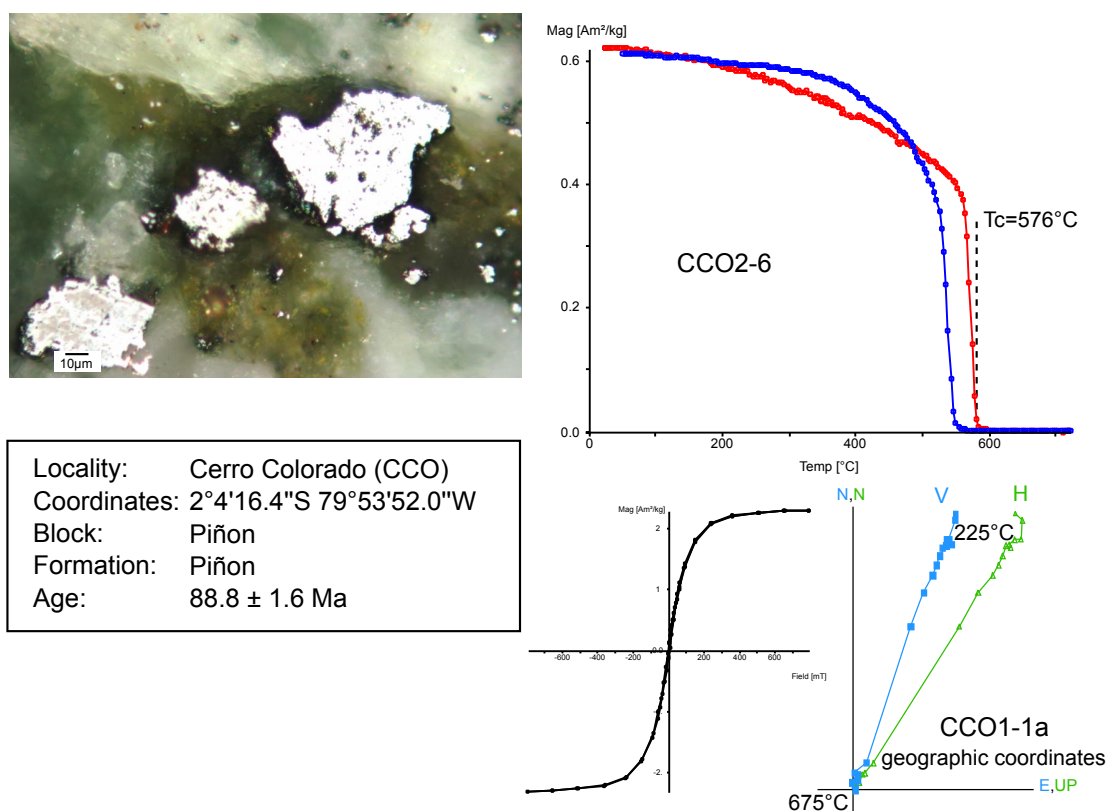 10µm
Mag [Am²/kg]
0.6
0.4
0.2
0.0
0
200
400
600
Temp [°C]
CCO2-6
Tc=576°C
Locality: Cerro Colorado (CCO)
Coordinates: 2°4'16.4"S 79°53'52.0"W
Block: Piñon
Formation: Piñon
Age: 88.8 ± 1.6 Ma
Mag [Am²/kg]
2
1
0.0
-1
-2.
-600
-400
-200
200
400
600
Field [mT]
N,N
V
H
225°C
CCO1-1a
geographic coordinates
E,UP
675°C